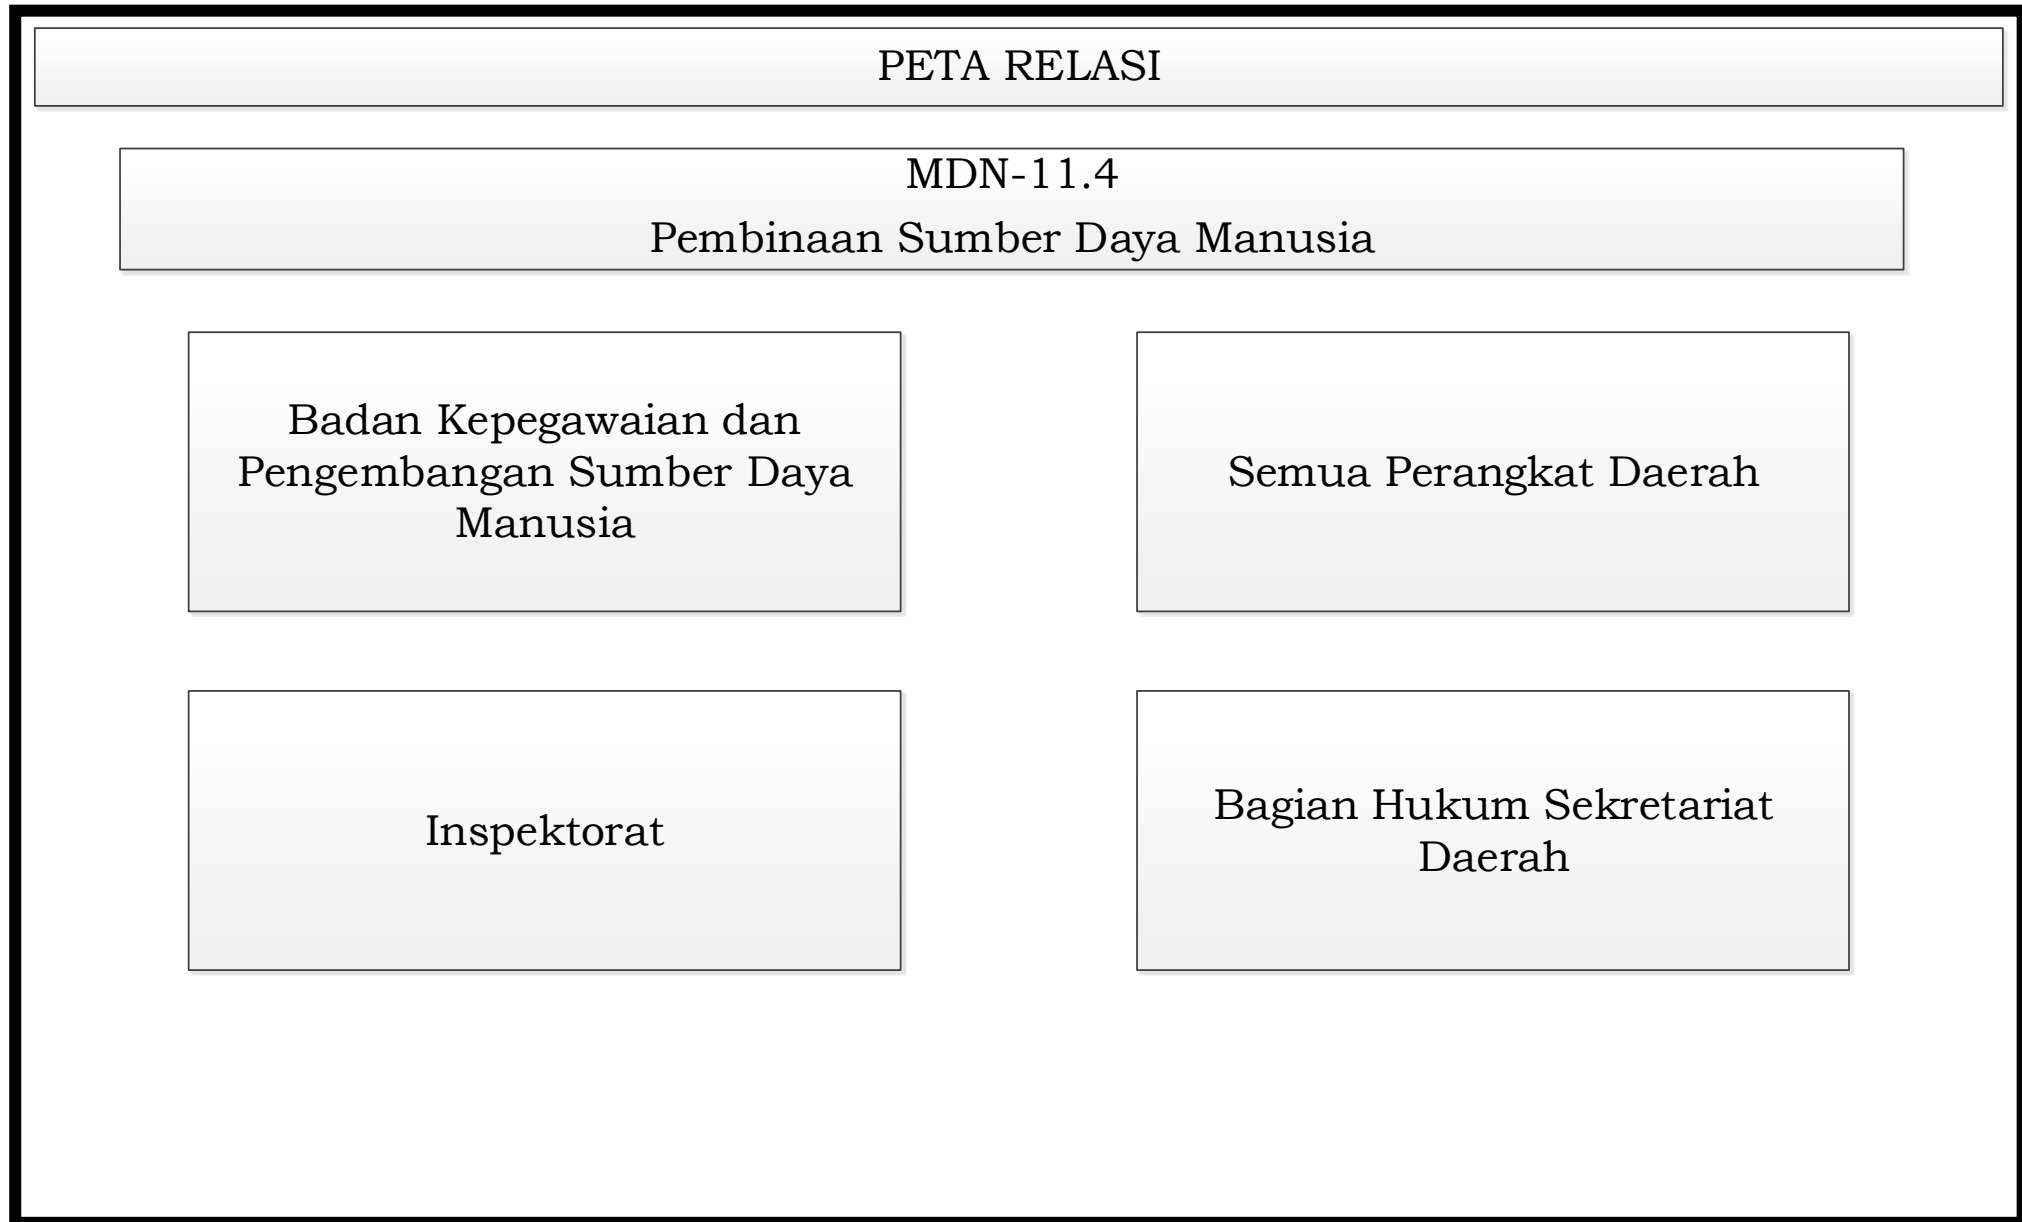 PETA RELASI
MDN-11.4
Pembinaan Sumber Daya Manusia
Badan Kepegawaian dan
Pengembangan Sumber Daya
Manusia
Semua Perangkat Daerah
Inspektorat
Bagian Hukum Sekretariat
Daerah